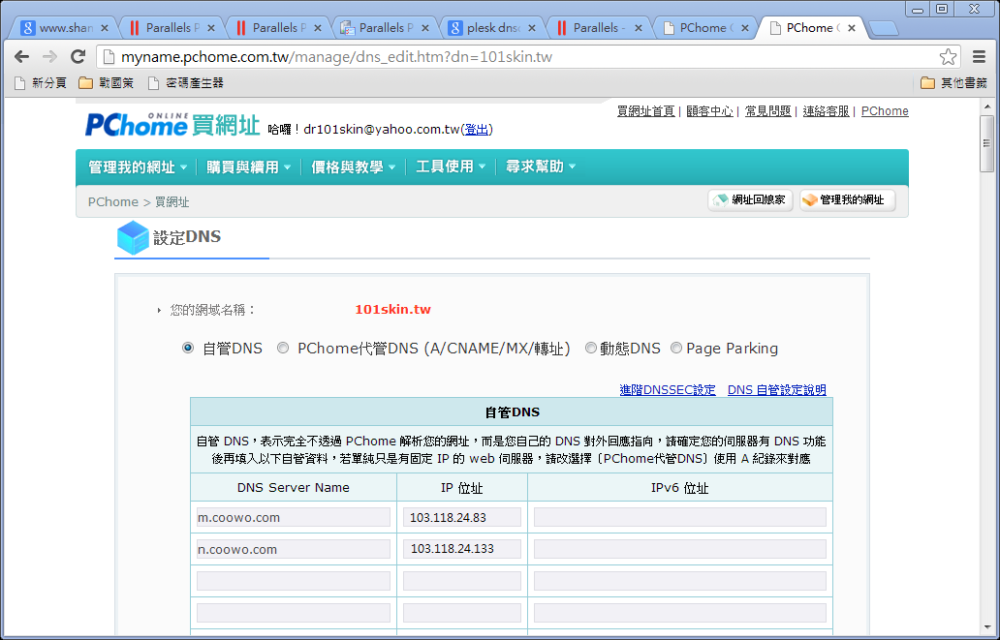 www.shan
Parallels P
Parallels P
Parallels P
plesk dns
Parallels -
PChome
PChome
myname.pchome.com.tw/manage/dns_edit.htm?dn=101skin.tw
新分頁 戰國策 密碼產生器 其他書籤
PChome ONLINE 買網址 哈囉！dr101skin@yahoo.com.tw(登出)
買網址首頁 | 顧客中心 | 常見問題 | 連絡客服 | PChome
管理我的網址 購買與續用 價格與教學 工具使用 尋求幫助
PChome > 買網址 網址回娘家 管理我的網址
設定DNS
您的網域名稱： 101skin.tw
自管DNS PChome代管DNS (A/CNAME/MX/轉址) 動態DNS Page Parking
進階DNSSEC設定 DNS 自管設定說明
自管DNS
自管 DNS，表示完全不透過 PChome 解析您的網址，而是您自己的 DNS 對外回應指向，請確定您的伺服器有 DNS 功能
後再填入以下自管資料，若單純只是有固定 IP 的 web 伺服器，請改選擇〔PChome代管DNS〕使用 A 紀錄來對應
DNS Server Name IP 位址 IPv6 位址
m.coowo.com 103.118.24.83
n.coowo.com 103.118.24.133